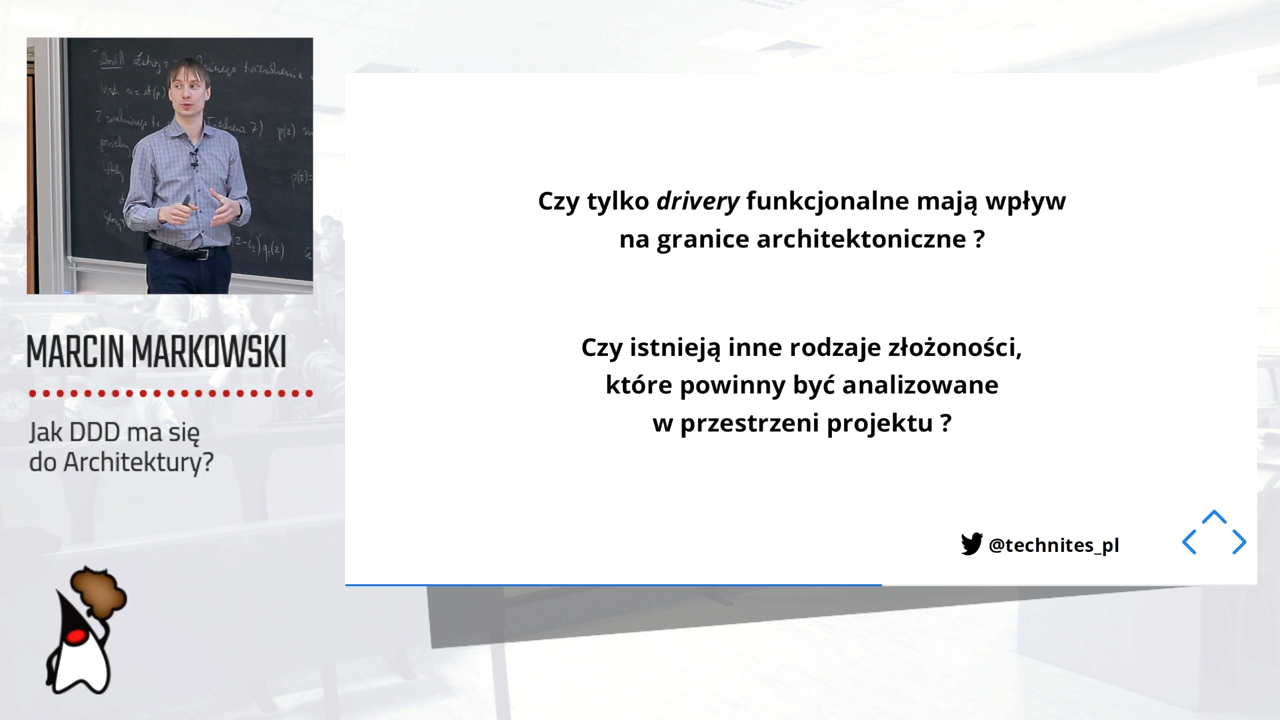 MARCIN MARKOWSKI
Jak DDD ma się
do Architektury?
Czy tylko drivery funkcjonalne mają wpływ
na granice architektoniczne ?
Czy istnieją inne rodzaje złożoności,
które powinny być analizowane
w przestrzeni projektu ?
@technites_pl